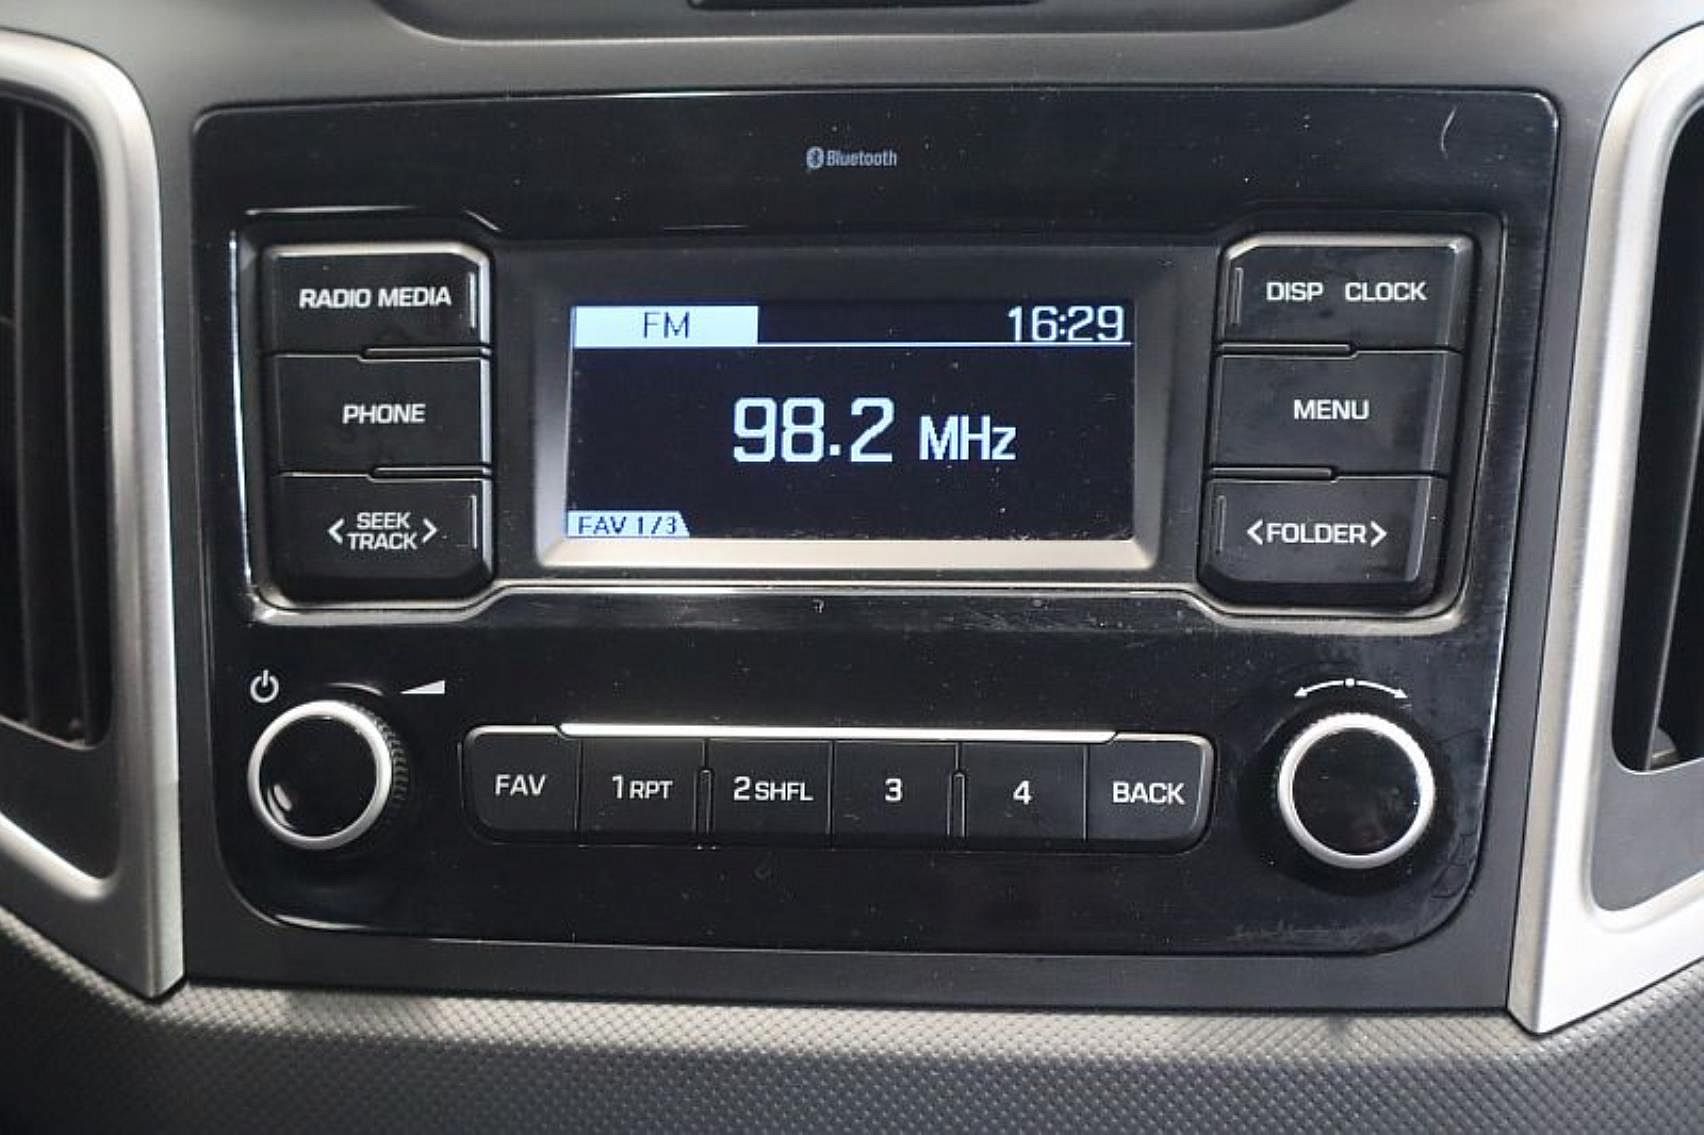 Bluetooth
RADIO MEDIA
FM
16:29
DISP CLOCK
PHONE
98.2 MHz
MENU
SEEK
TRACK
FAV 1/3
FOLDER
FAV
1 RPT
2 SHFL
3
4
BACK